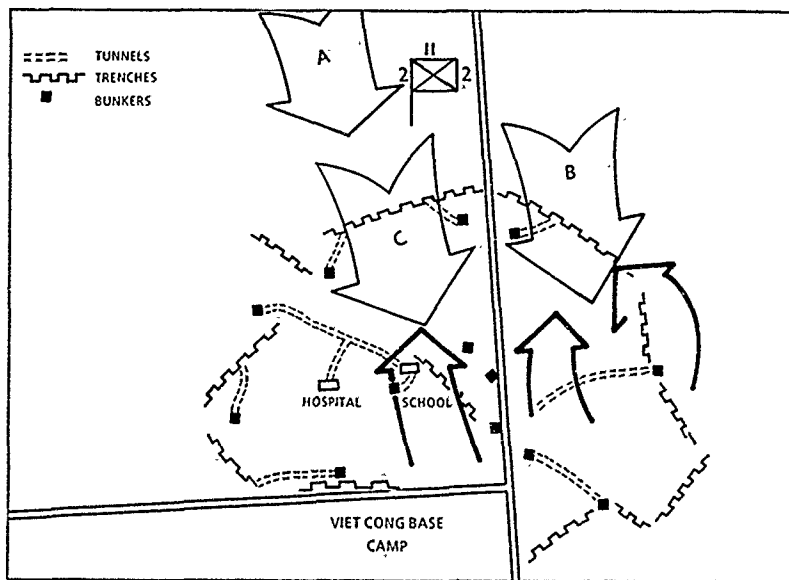 TUNNELS
TRENCHES
BUNKERS
A
II
2 2
B
C
HOSPITAL
SCHOOL
VIET CONG BASE
CAMP